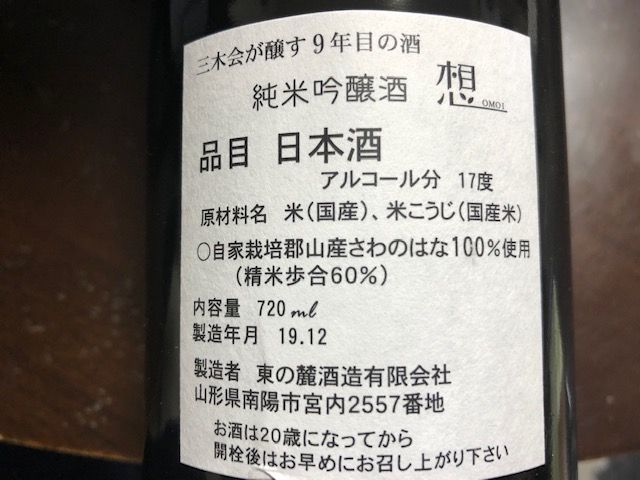 三木会が醸す9年目の酒
純米吟醸酒 想 OMOI
品目 日本酒
アルコール分 17度
原材料名 米(国産)、米こうじ(国産米)
○自家栽培郡山産さわのはな100%使用
(精米歩合60%)
内容量 720ml
製造年月 19.12
製造者 東の麓酒造有限会社
山形県南陽市宮内2557番地
お酒は20歳になってから
開栓後はお早めにお召し上がり下さい